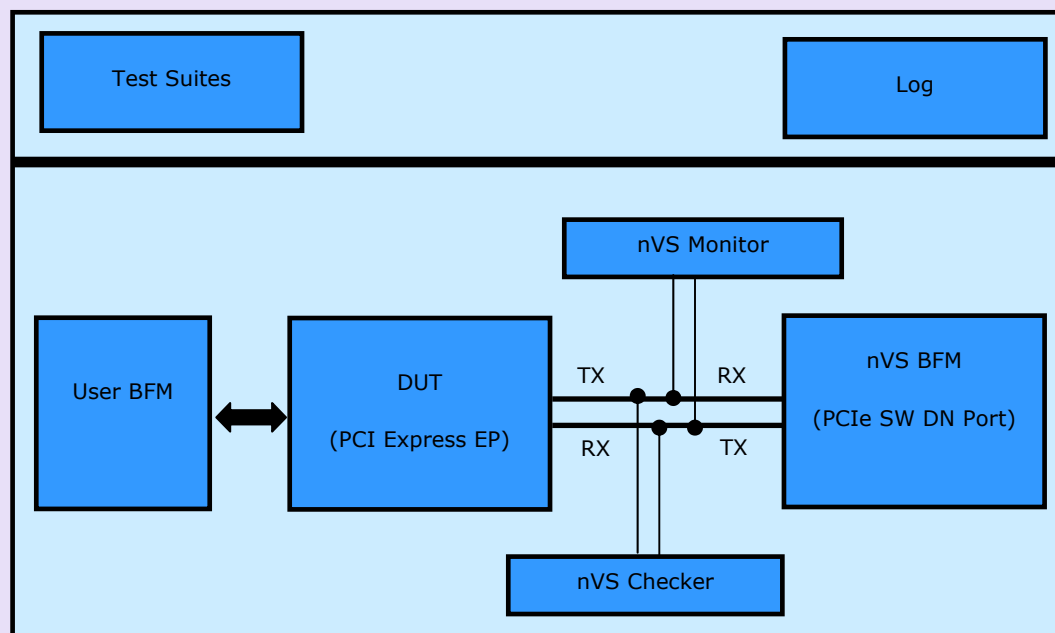 Test Suites
Log
nVS Monitor
User BFM
DUT
(PCI Express EP)
TX
RX
RX
TX
nVS BFM
(PCIe SW DN Port)
nVS Checker